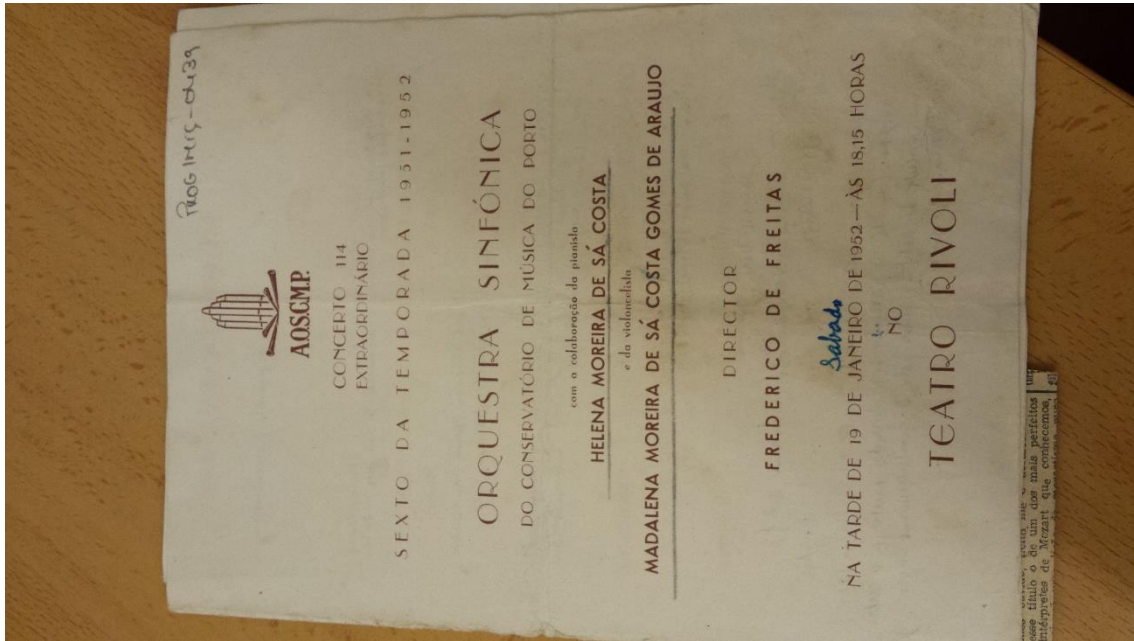 A.O.S.C.M.P.
CONCERTO 114
EXTRAORDINÁRIO
SEXTO DA TEMPORADA 1951-1952
ORQUESTRA SINFÓNICA
DO CONSERVATÓRIO DE MÚSICA DO PORTO
com a colaboração da pianista
HELENA MOREIRA DE SÁ COSTA
e da violoncelista
MADALENA MOREIRA DE SÁ COSTA GOMES DE ARAUJO
DIRECTOR
FREDERICO DE FREITAS
Sabado
NA TARDE DE 19 DE JANEIRO DE 1952—ÀS 18,15 HORAS
NO
TEATRO RIVOLI
esse título o de um dos mais perfeitos
intérpretes de Mozart que conhecemos,